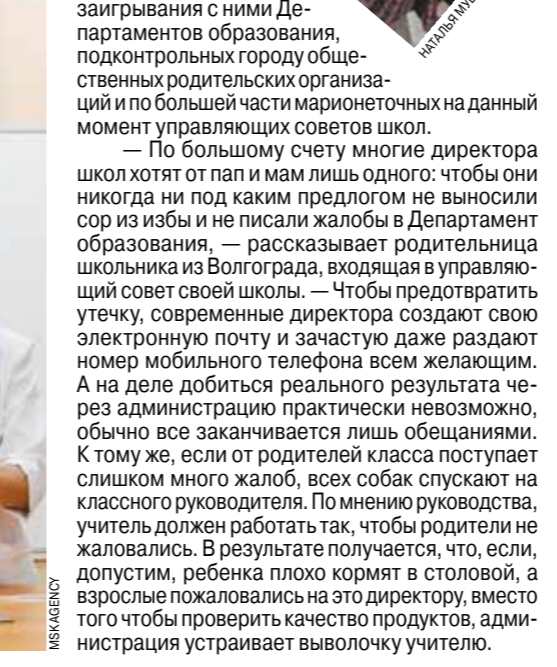 заигрывания с ними Де-
партаментов образования,
подконтрольных городу обще-
ственных родительских организа-
ций и по большей части марионеточных на данный
момент управляющих советов школ.
— По большому счету многие директора
школ хотят от пап и мам лишь одного: чтобы они
никогда ни под каким предлогом не выносили
сор из избы и не писали жалобы в Департамент
образования, — рассказывает родительница
школьника из Волгограда, входящая в управляю-
щий совет своей школы. — Чтобы предотвратить
утечку, современные директора создают свою
электронную почту и зачастую даже раздают
номер мобильного телефона всем желающим.
А на деле добиться реального результата че-
рез администрацию практически невозможно,
обычно все заканчивается лишь обещаниями.
К тому же, если от родителей класса поступает
слишком много жалоб, всех собак спускают на
классного руководителя. По мнению руководства,
учитель должен работать так, чтобы родители не
жаловались. В результате получается, что, если,
допустим, ребенка плохо кормят в столовой, а
взрослые пожаловались на это директору, вместо
того чтобы проверить качество продуктов, адми-
нистрация устраивает выволочку учителю.
НАТАЛЬЯ
MSK AGENCY